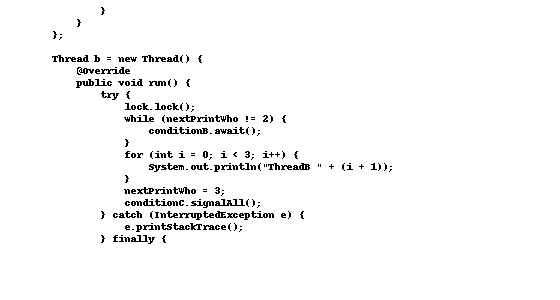 }
    }
};

Thread b = new Thread() {
    @Override
    public void run() {
        try {
            lock.lock();
            while (nextPrintWho != 2) {
                conditionB.await();
            }
            for (int i = 0; i < 3; i++) {
                System.out.println("ThreadB " + (i + 1));
            }
            nextPrintWho = 3;
            conditionC.signalAll();
        } catch (InterruptedException e) {
            e.printStackTrace();
        } finally {